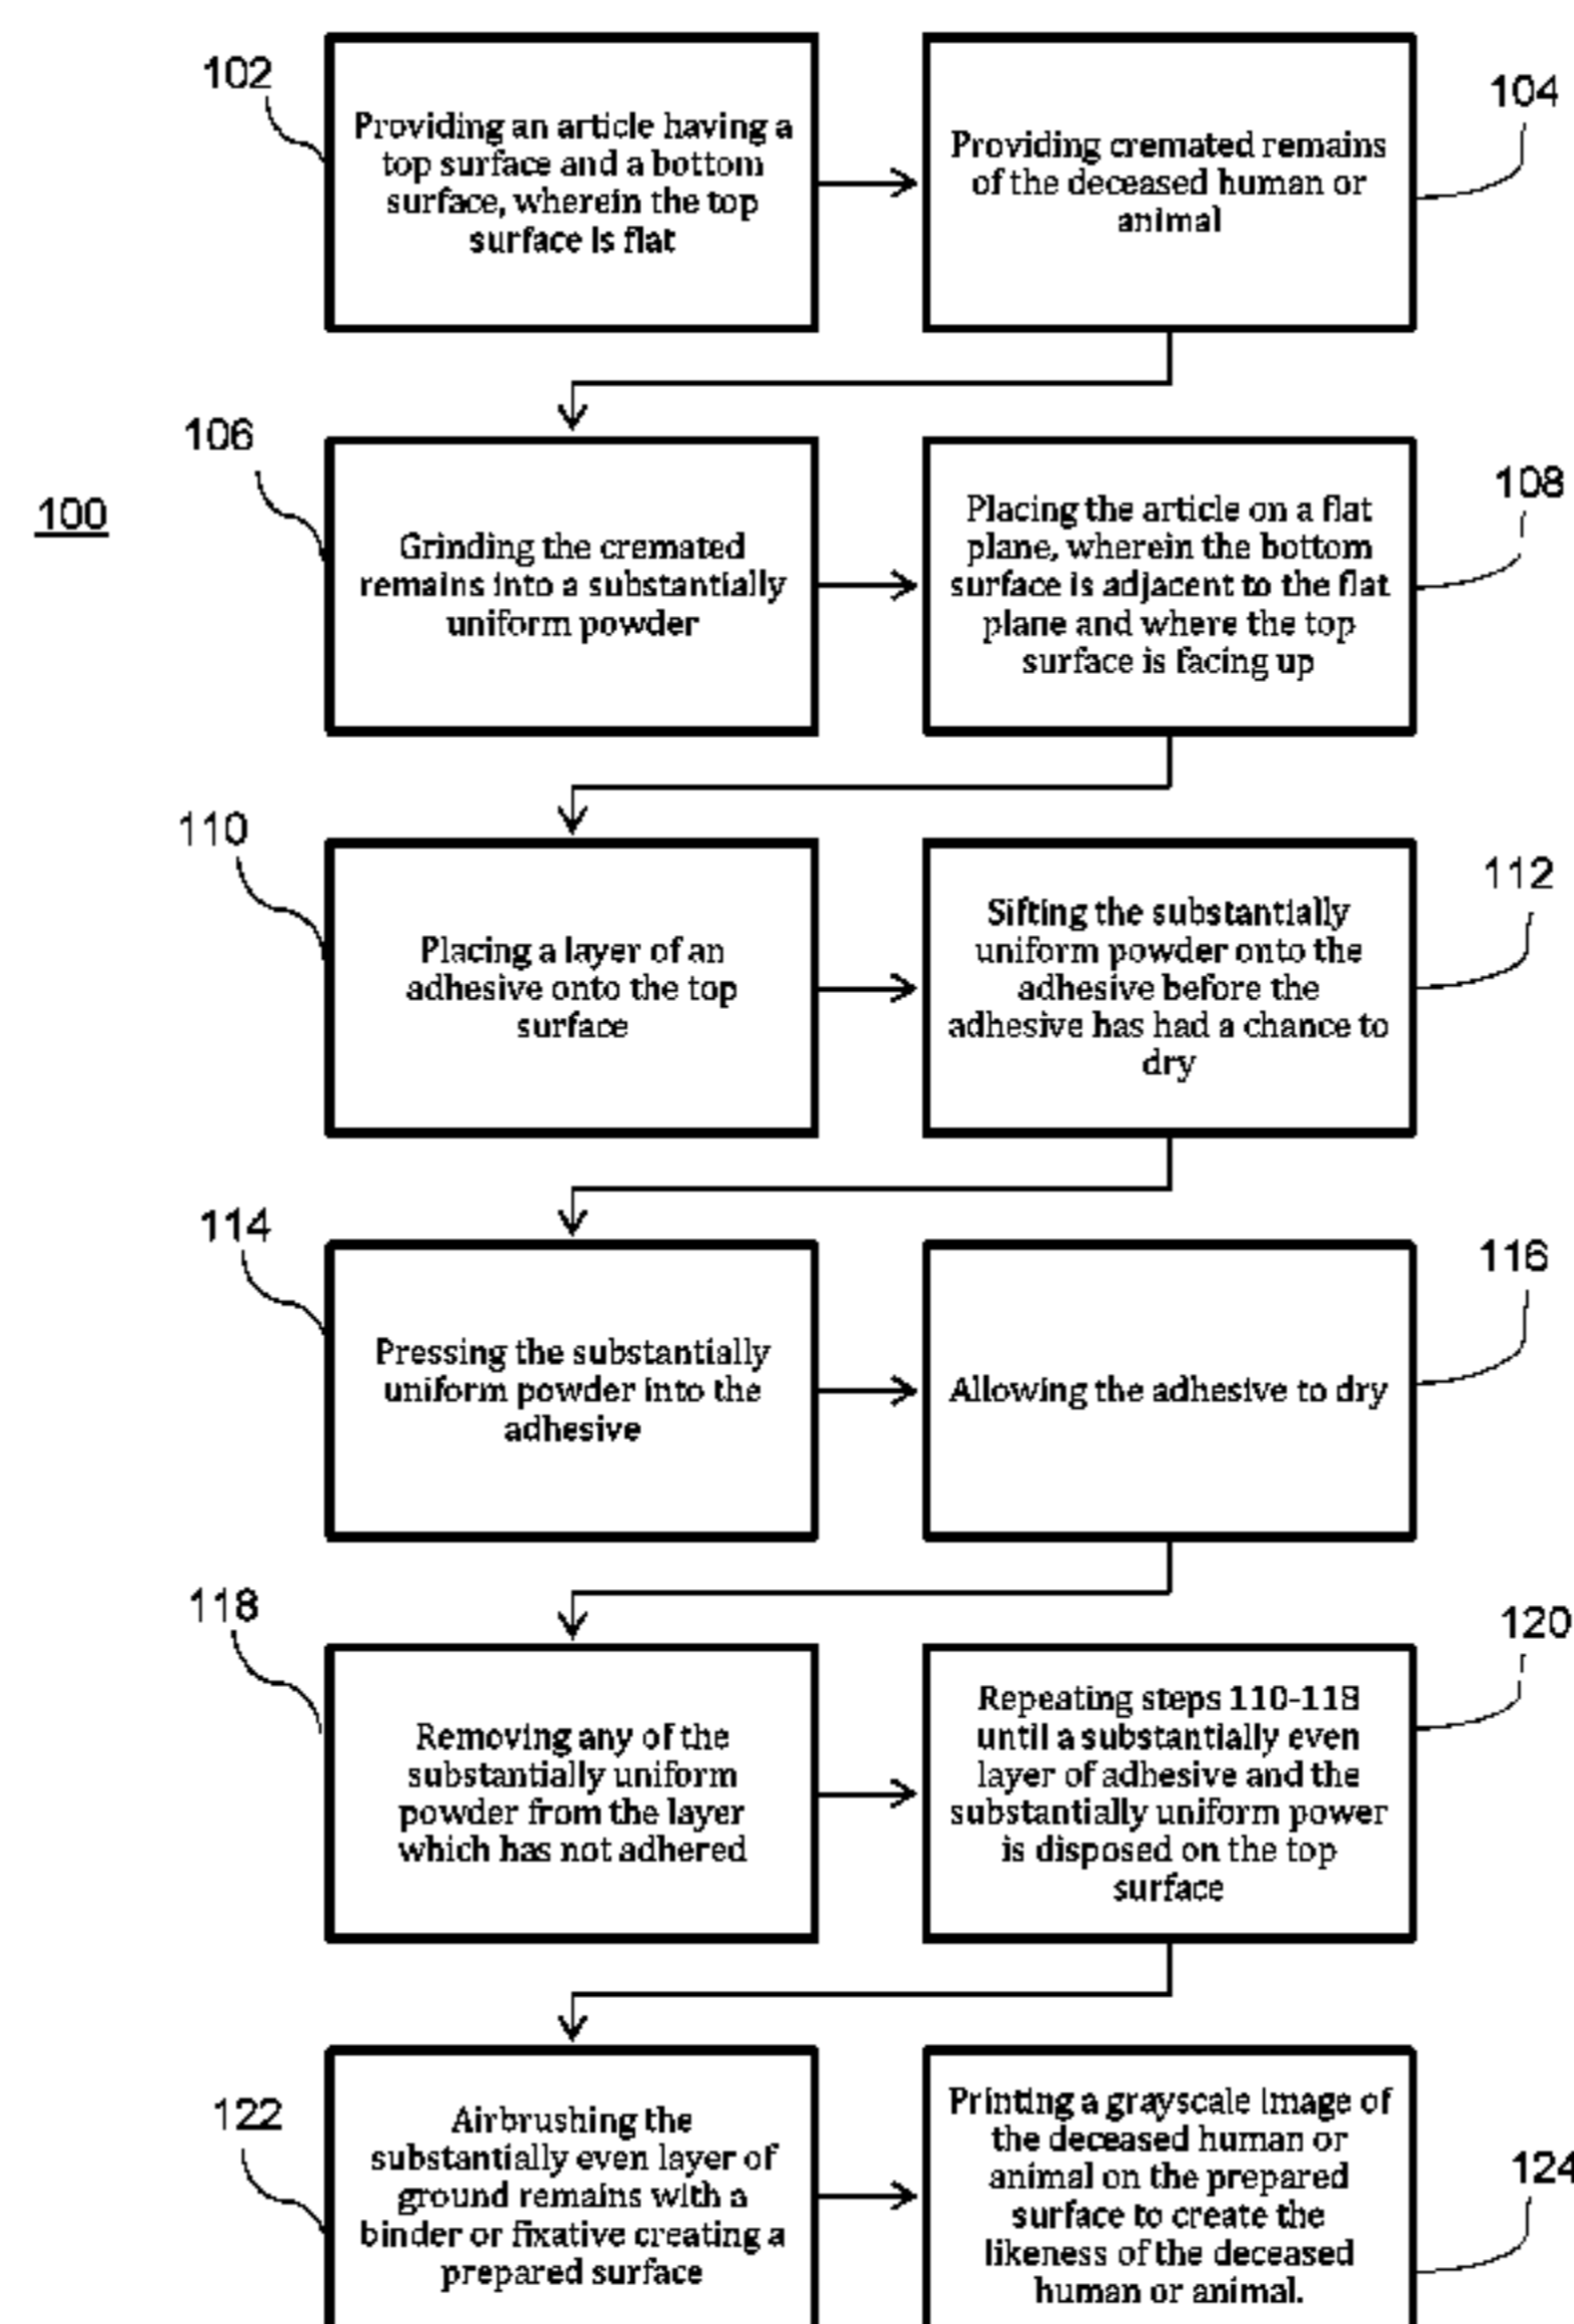 102
Providing an article having a
top surface and a bottom
surface, wherein the top
surface is flat
104
Providing cremated remains
of the deceased human or
animal
100
106
Grinding the cremated
remains into a substantially
uniform powder
108
Placing the article on a flat
plane, wherein the bottom
surface is adjacent to the flat
plane and where the top
surface is facing up
110
Placing a layer of an
adhesive onto the top
surface
112
Sifting the substantially
uniform powder onto the
adhesive before the
adhesive has had a chance to
dry
114
Pressing the substantially
uniform powder into the
adhesive
116
Allowing the adhesive to dry
118
Removing any of the
substantially uniform
powder from the layer
which has not adhered
120
Repeating steps 110-118
until a substantially even
layer of adhesive and the
substantially uniform power
is disposed on the top
surface
122
Airbrushing the
substantially even layer of
ground remains with a
binder or fixative creating a
prepared surface
124
Printing a grayscale image of
the deceased human or
animal on the prepared
surface to create the
likeness of the deceased
human or animal.